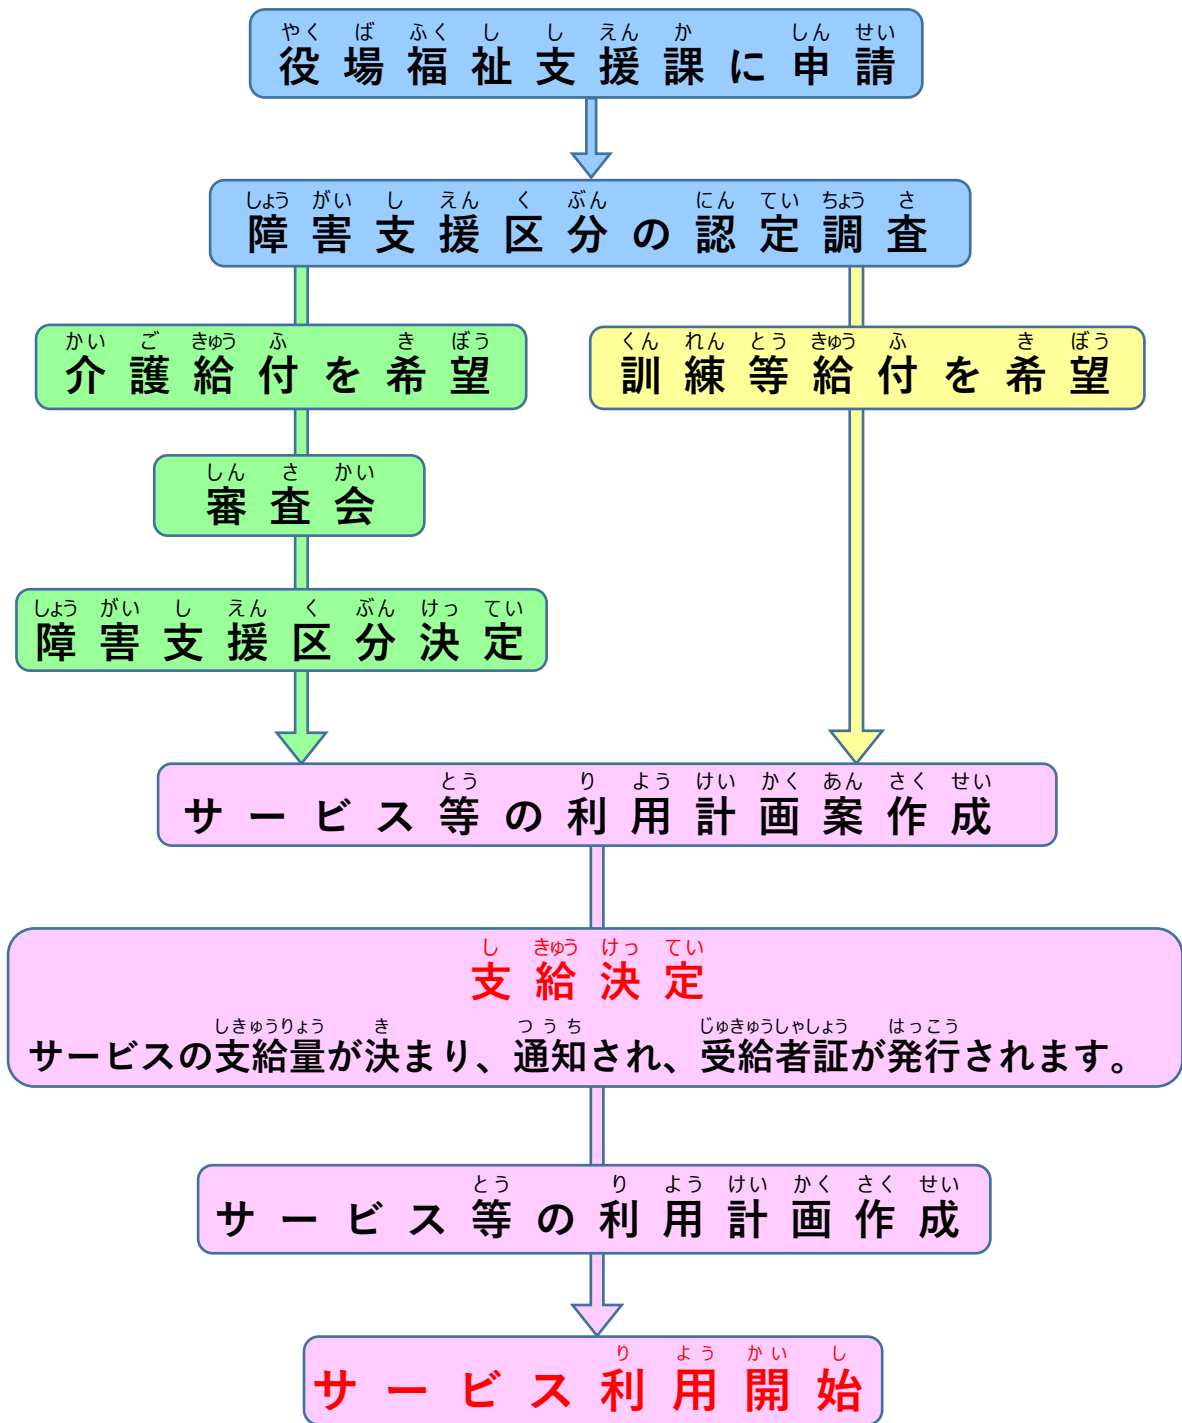 やくばふくししえんか しんせい
役場福祉支援課に申請
しょうがいしえんくぶん にんていちょうさ
障害支援区分の認定調査
かいごきゅうふ きぼう
介護給付を希望
くんれんとうきゅうふ きぼう
訓練等給付を希望
しんさかい
審査会
しょうがいしえんくぶんけってい
障害支援区分決定
とう りようけいかくあんさくせい
サービス等の利用計画案作成
しきゅうけってい
支給決定
しきゅうりょう き つうち じゅきゅうしゃしょう はっこう
サービスの支給量が決まり、通知され、受給者証が発行されます。
とう りようけいかくさくせい
サービス等の利用計画作成
りようかいし
サービス利用開始